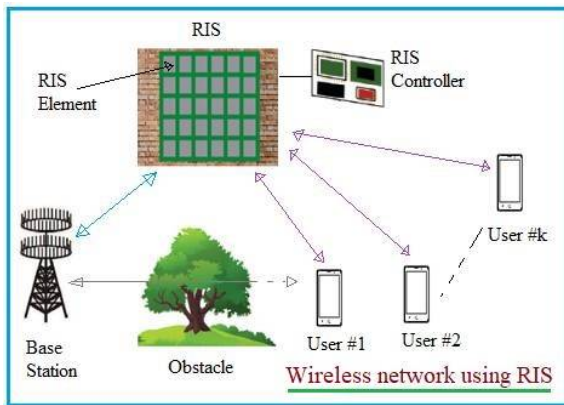 RIS
RIS
Element
RIS
Controller
User #k
User #1
User #2
Base
Station
Obstacle
Wireless network using RIS